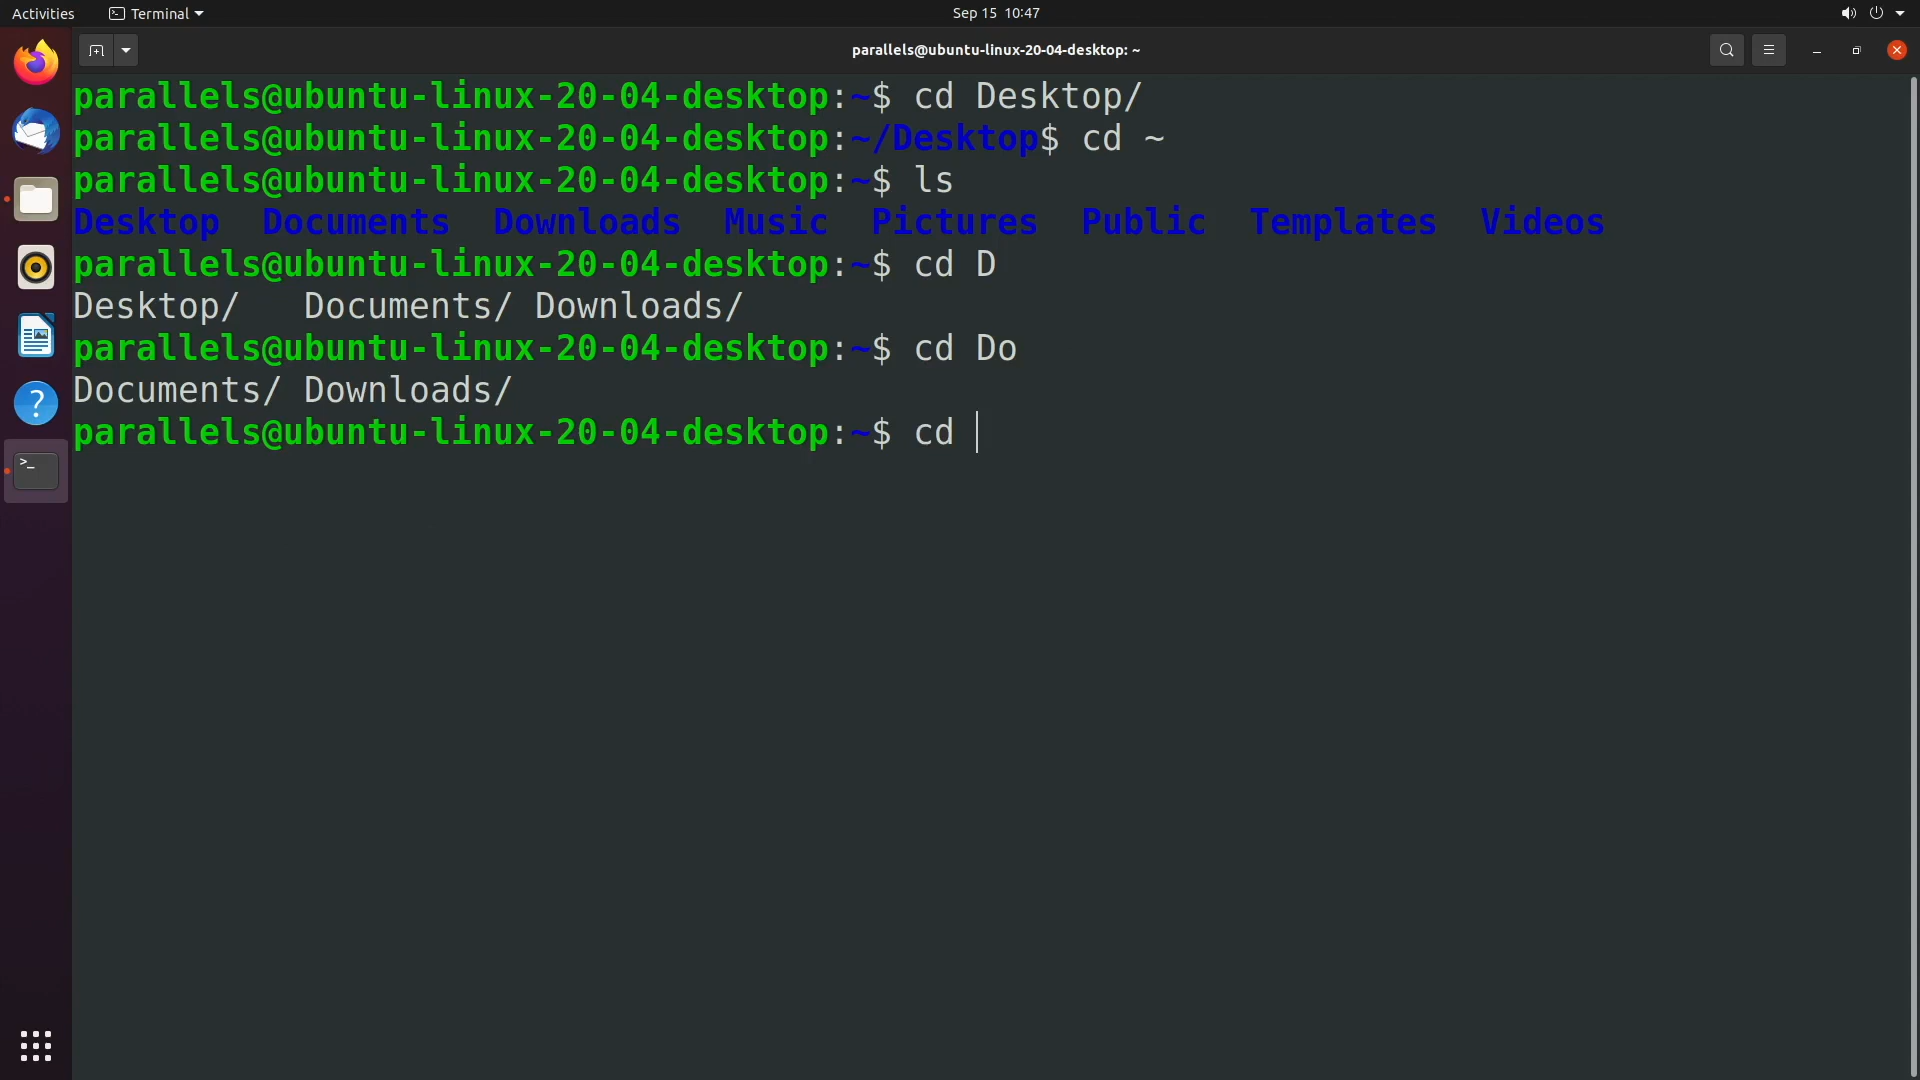 Activities Terminal Sep 15 10:47
parallels@ubuntu-linux-20-04-desktop: ~
parallels@ubuntu-linux-20-04-desktop:~$ cd Desktop/
parallels@ubuntu-linux-20-04-desktop:~/Desktop$ cd ~
parallels@ubuntu-linux-20-04-desktop:~$ ls
Desktop  Documents  Downloads  Music  Pictures  Public  Templates  Videos
parallels@ubuntu-linux-20-04-desktop:~$ cd D
Desktop/   Documents/ Downloads/
parallels@ubuntu-linux-20-04-desktop:~$ cd Do
Documents/ Downloads/
parallels@ubuntu-linux-20-04-desktop:~$ cd